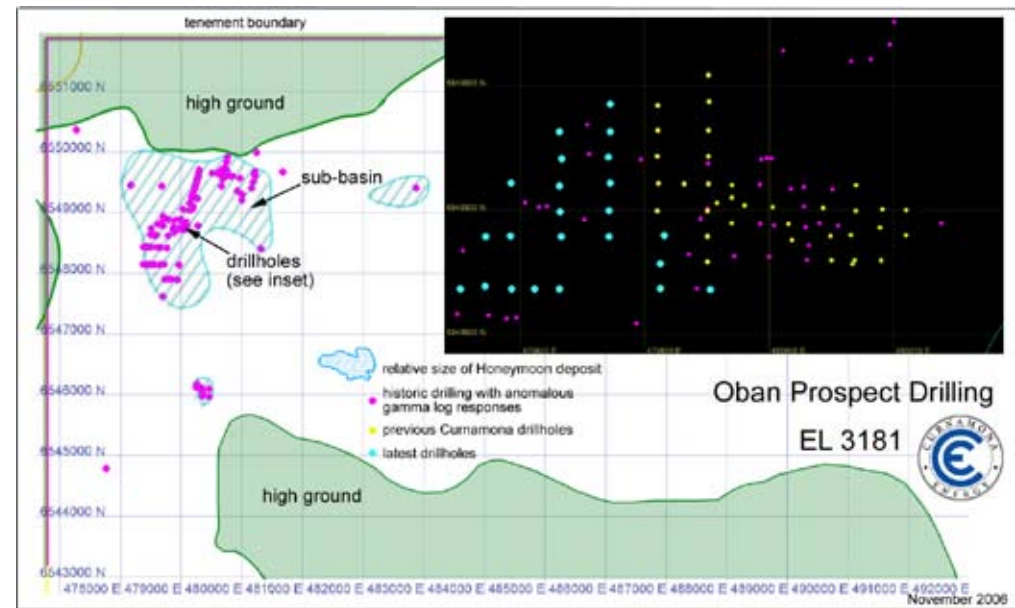 tenement boundary
6551000 N
high ground
6550000 N
sub-basin
6549000 N
drillholes
(see inset)
6548000 N
6547000 N
relative size of Honeymoon deposit
6546000 N
historic drilling with anomalous
gamma log responses
previous Curnamona drillholes
latest drillholes
Oban Prospect Drilling
EL 3181
CURNAMONA
ENERGY
6545000 N
high ground
6544000 N
6543000 N
478000 E 479000 E 480000 E 481000 E 482000 E 483000 E 484000 E 485000 E 486000 E 487000 E 488000 E 489000 E 490000 E 491000 E 492000 E
November 2006